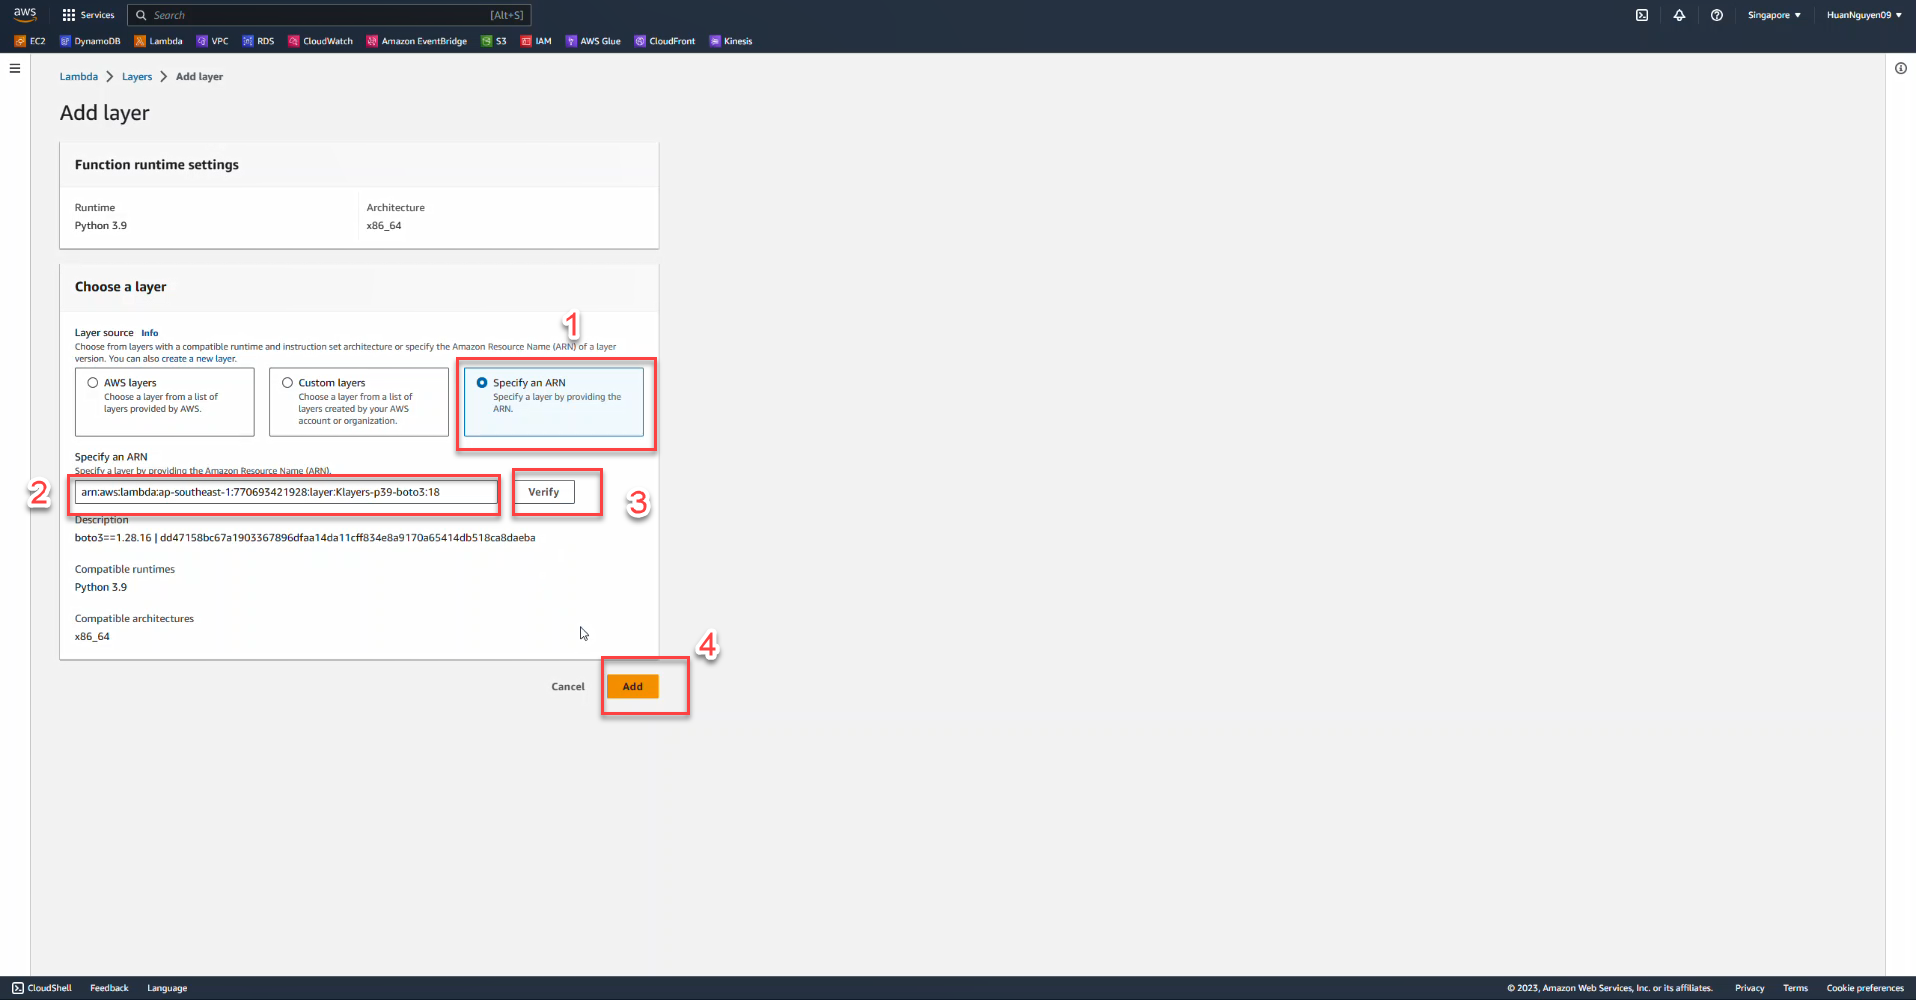 aws
Services
Search
[Alt+S]
Singapore
HuanNguyen09
EC2 DynamoDB Lambda VPC RDS CloudWatch Amazon EventBridge S3 IAM AWS Glue CloudFront Kinesis
Lambda > Layers > Add layer
Add layer
Function runtime settings
Runtime
Python 3.9
Architecture
x86_64
Choose a layer
1
Layer source Info
Choose from layers with a compatible runtime and instruction set architecture or specify the Amazon Resource Name (ARN) of a layer
version. You can also create a new layer.
AWS layers
Choose a layer from a list of
layers provided by AWS.
Custom layers
Choose a layer from a list of
layers created by your AWS
account or organization.
Specify an ARN
Specify a layer by providing the
ARN.
Specify an ARN
Specify a layer by providing the Amazon Resource Name (ARN).
2
arn:aws:lambda:ap-southeast-1:770693421928:layer:Klayers-p39-boto3:18
Verify
3
Description
boto3==1.28.16 | dd47158bc67a1903367896dfaa14da11cff834e8a9170a65414db518ca8daeba
Compatible runtimes
Python 3.9
Compatible architectures
x86_64
4
Cancel
Add
CloudShell Feedback Language
© 2023, Amazon Web Services, Inc. or its affiliates. Privacy Terms Cookie preferences